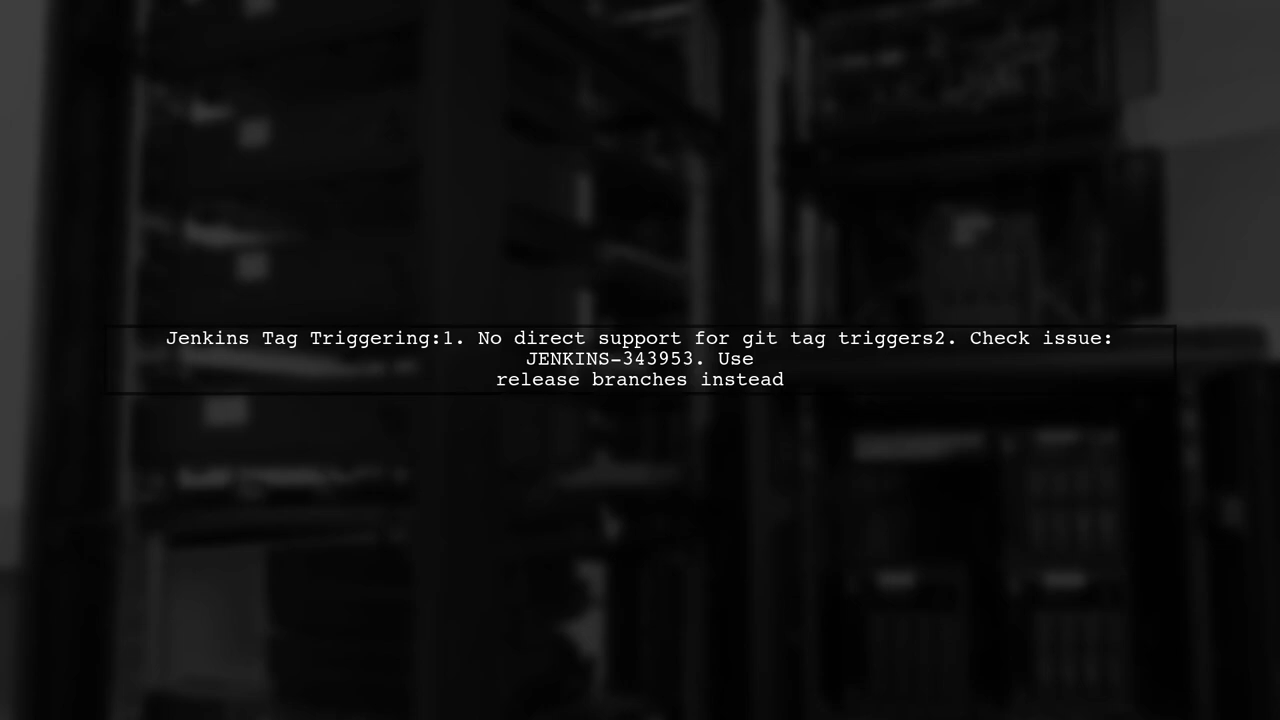 Jenkins Tag Triggering:1. No direct support for git tag triggers2. Check issue:
JENKINS-343953. Use
release branches instead